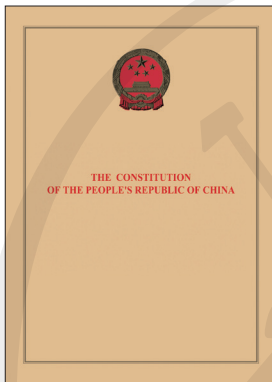 THE CONSTITUTION
OF THE PEOPLE'S REPUBLIC OF CHINA